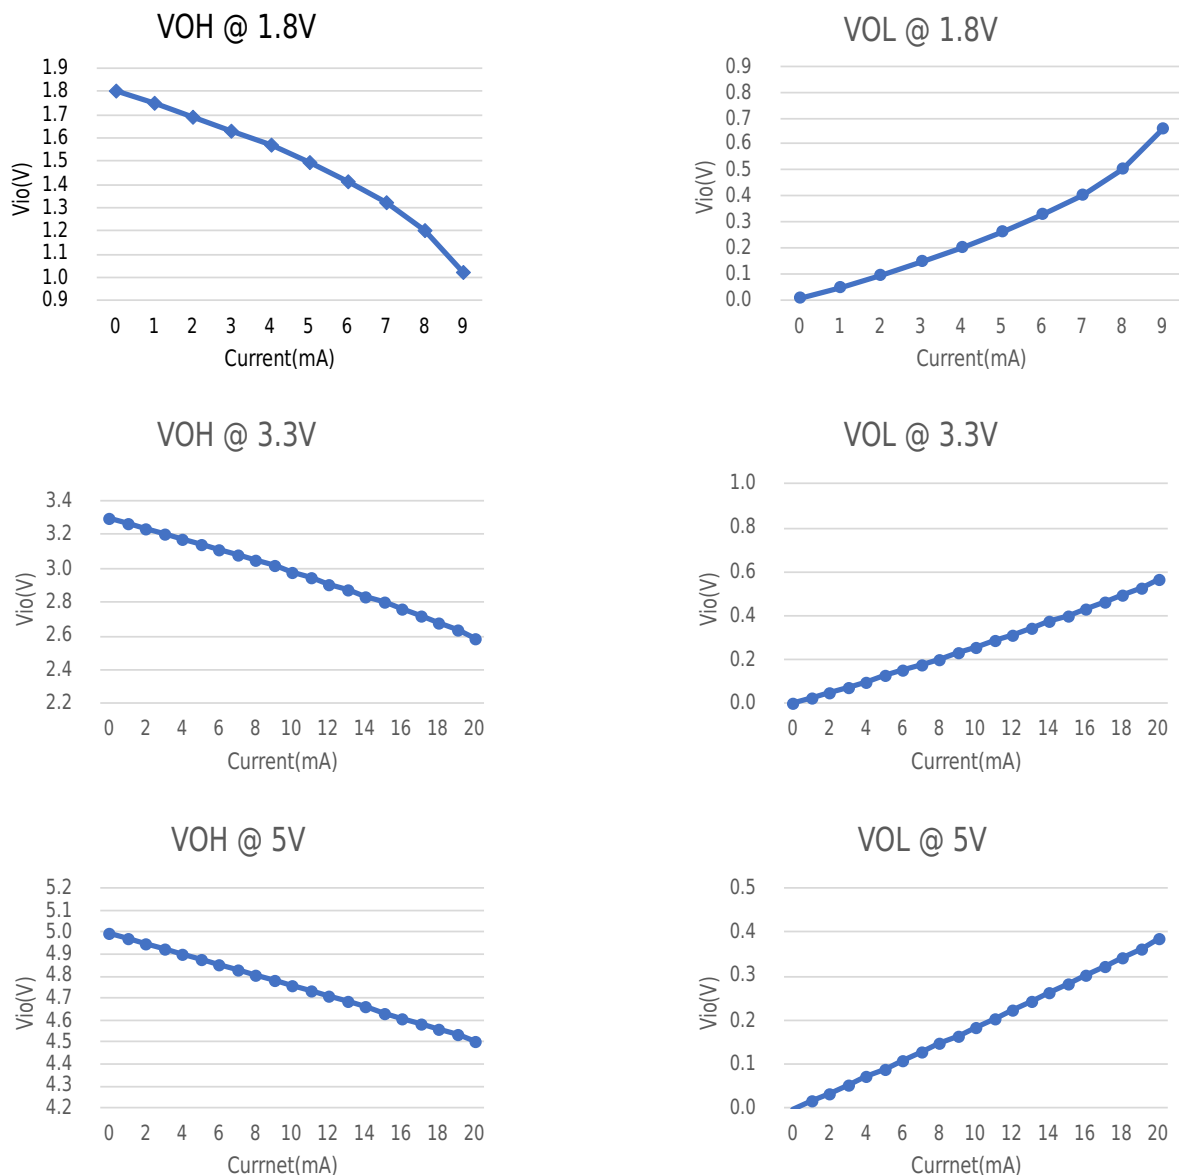 VOH @ 1.8V
1.9
1.8
1.7
1.6
1.5
1.4
1.3
1.2
1.1
1.0
0.9
Vio(V)
0 1 2 3 4 5 6 7 8 9
Current(mA)
VOL @ 1.8V
0.9
0.8
0.7
0.6
0.5
0.4
0.3
0.2
0.1
0.0
Vio(V)
0 1 2 3 4 5 6 7 8 9
Current(mA)
VOH @ 3.3V
3.4
3.2
3.0
2.8
2.6
2.4
2.2
Vio(V)
0 2 4 6 8 10 12 14 16 18 20
Current(mA)
VOL @ 3.3V
1.0
0.8
0.6
0.4
0.2
0.0
Vio(V)
0 2 4 6 8 10 12 14 16 18 20
Current(mA)
VOH @ 5V
5.2
5.1
5.0
4.9
4.8
4.7
4.6
4.5
4.4
4.3
4.2
Vio(V)
0 2 4 6 8 10 12 14 16 18 20
Currnet(mA)
VOL @ 5V
0.5
0.4
0.3
0.2
0.1
0.0
Vio(V)
0 2 4 6 8 10 12 14 16 18 20
Currnet(mA)